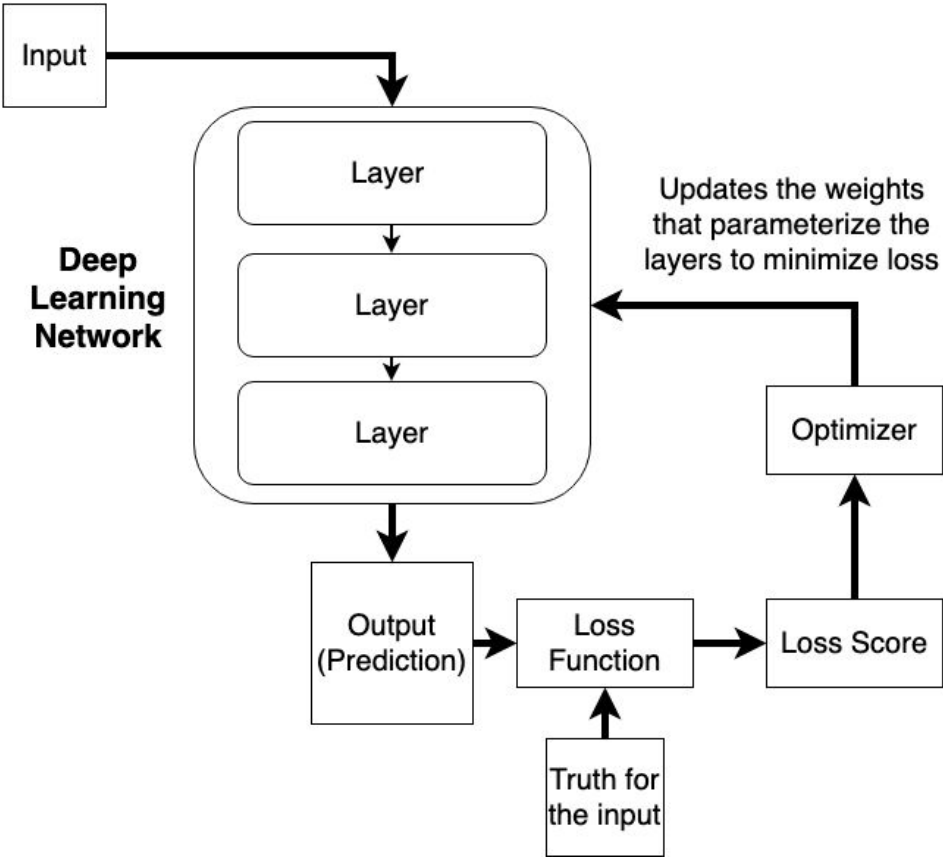 Input
Layer
Layer
Layer
Deep
Learning
Network
Updates the weights
that parameterize the
layers to minimize loss
Optimizer
Output
(Prediction)
Loss
Function
Loss Score
Truth for
the input